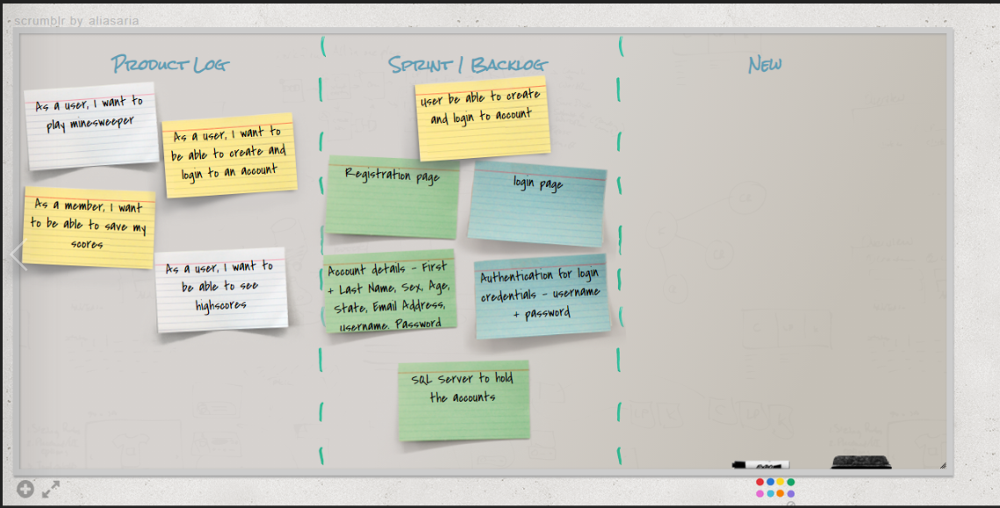 scrumblr by aliasaria
Product Log
As a user, I want to
play minesweeper
As a user, I want to
be able to create and
login to an account
As a member, I want
to be able to save my
scores
As a user, I want to
be able to see
highscores
Sprint 1 Backlog
user be able to create
and login to account
Registration page
login page
Account details - First
+ Last Name, Sex, Age,
State, Email Address,
username, Password
Authentication for login
credentials - username
+ password
SQL Server to hold
the accounts
New
EXPO